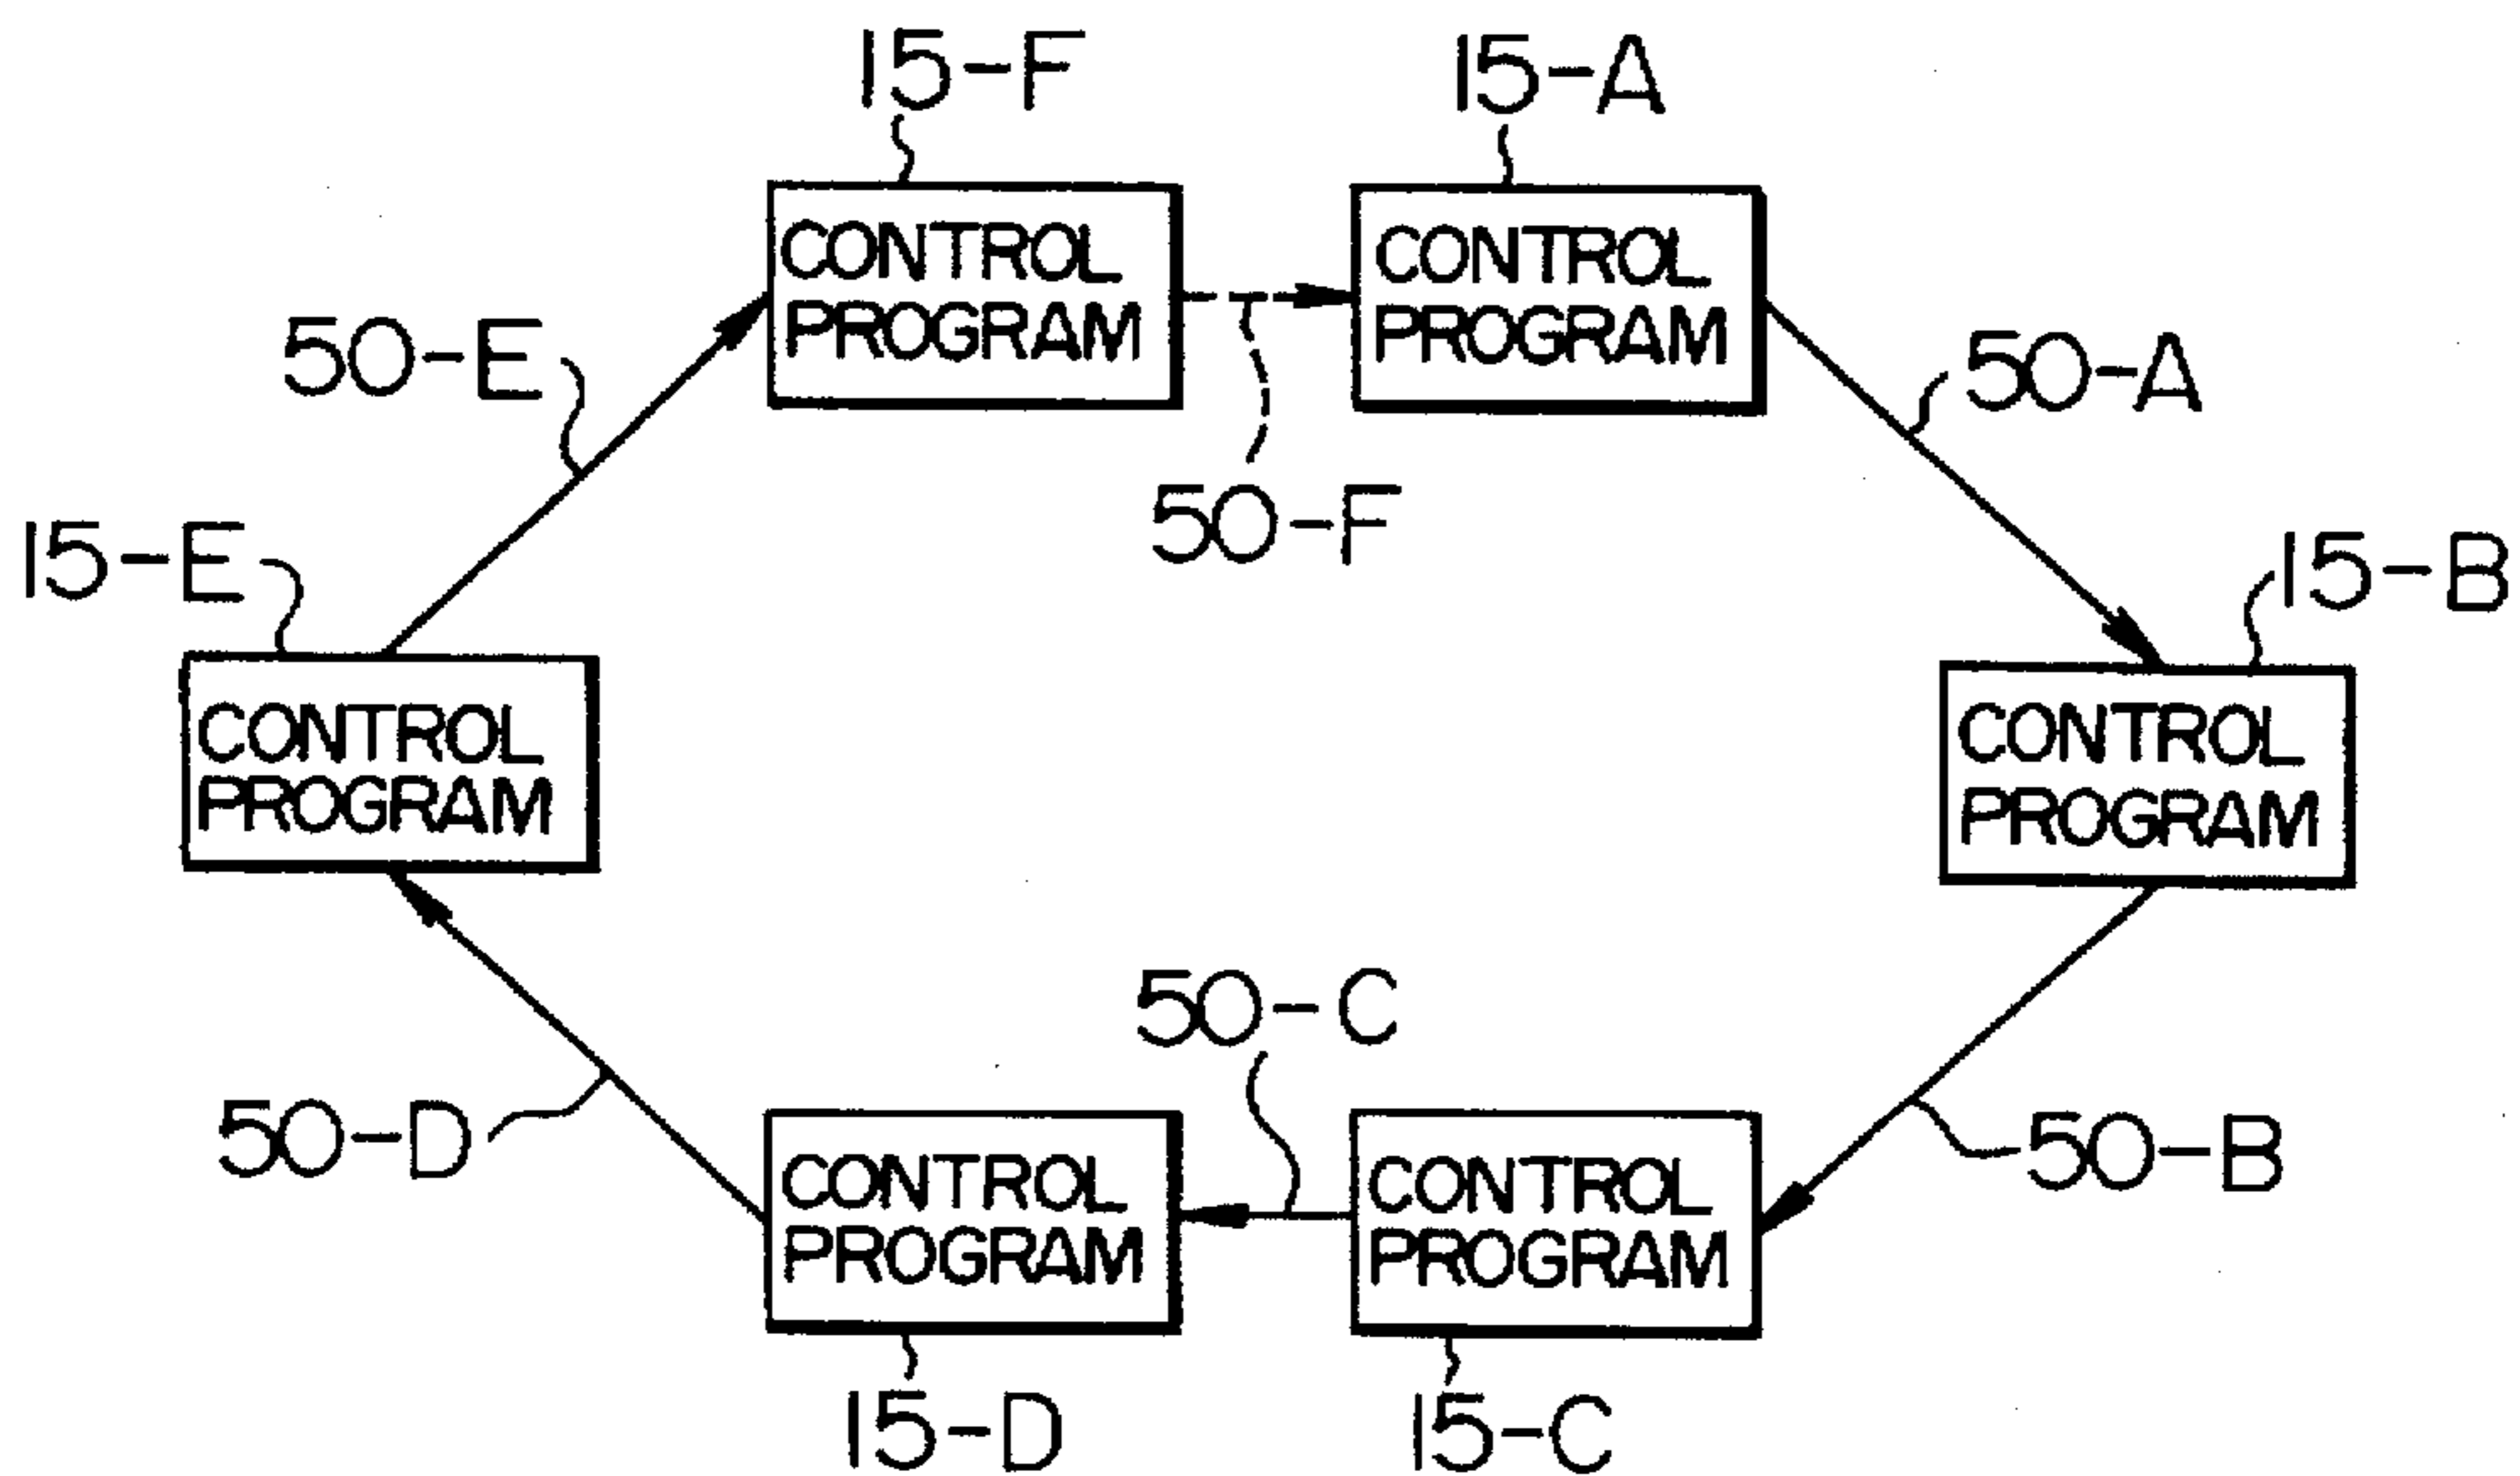 15-F
15-A
CONTROL
PROGRAM
CONTROL
PROGRAM
50-E
50-A
50-F
15-E
15-B
CONTROL
PROGRAM
CONTROL
PROGRAM
50-C
50-D
50-B
CONTROL
PROGRAM
CONTROL
PROGRAM
15-D
15-C